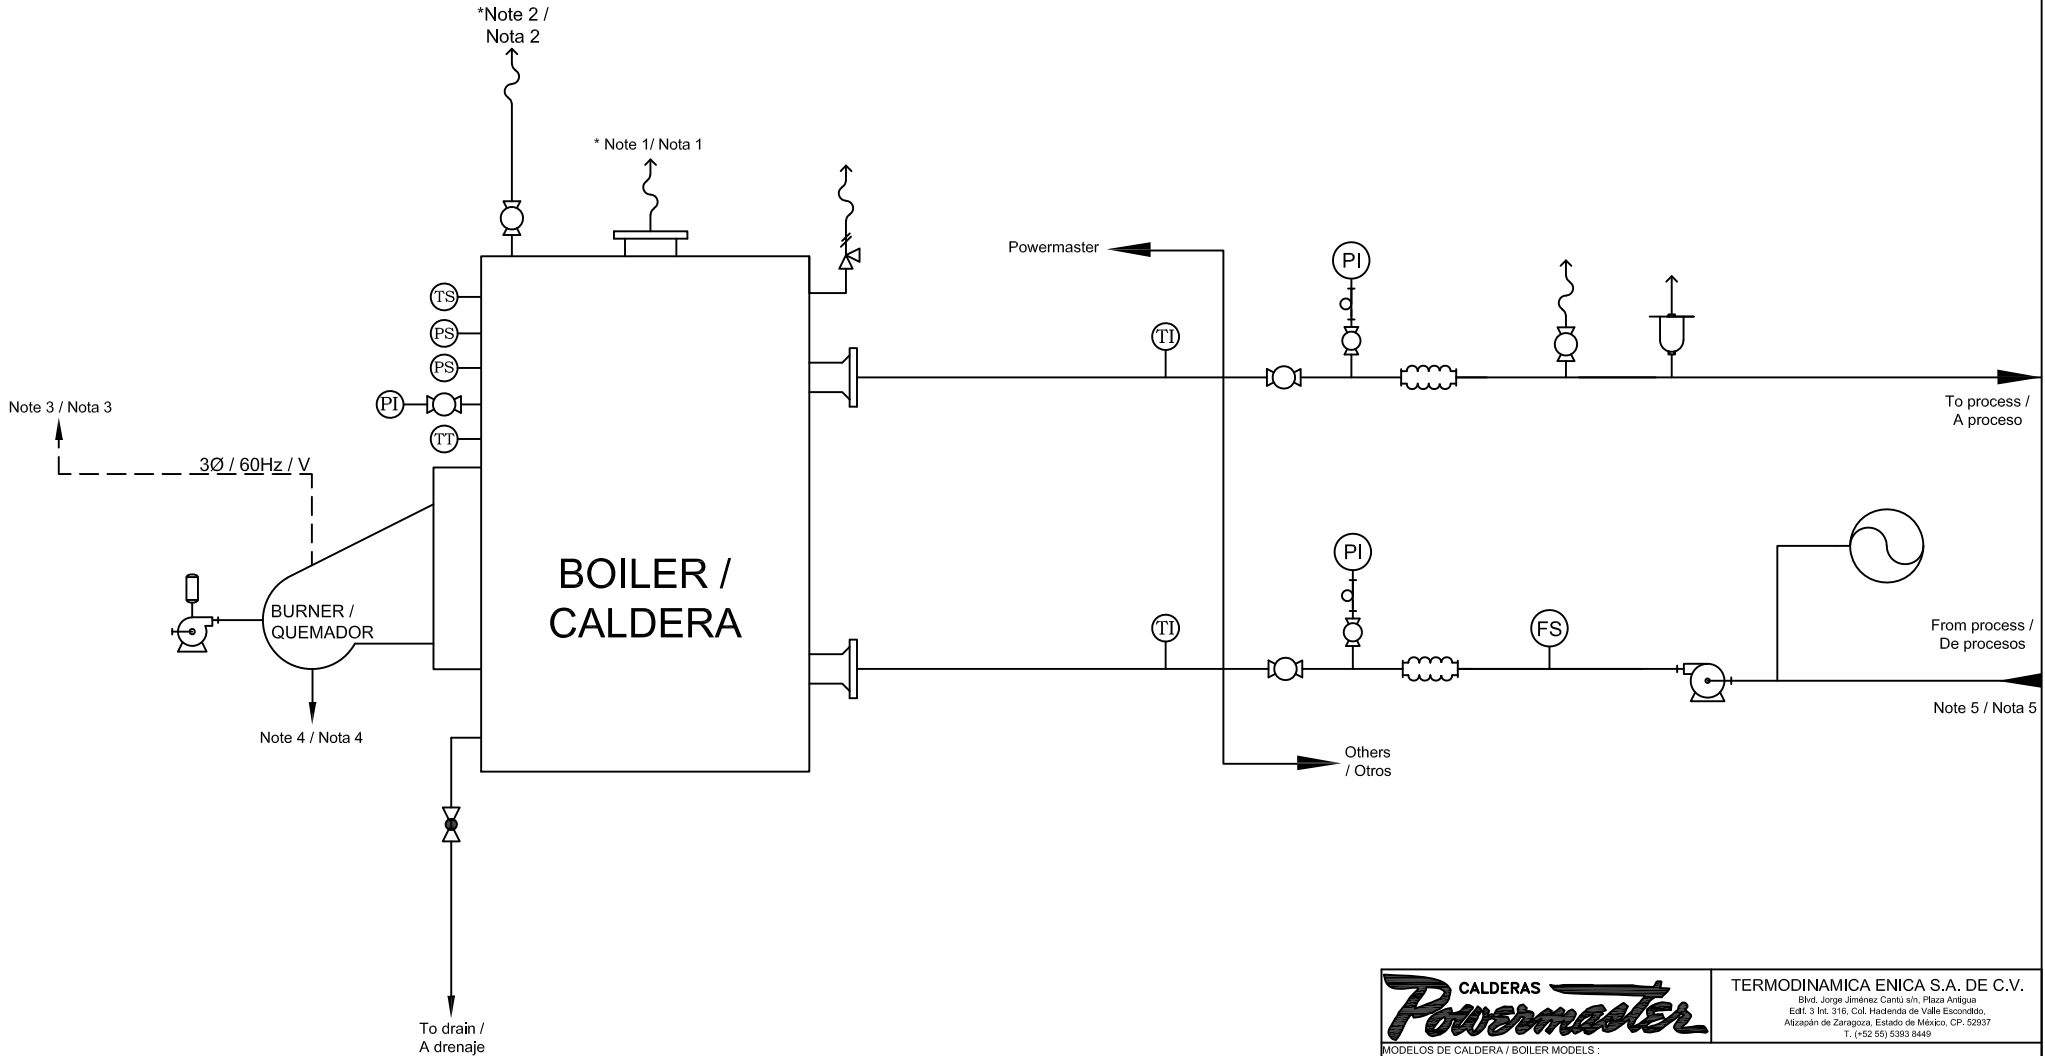 *Note 2 /
Nota 2
* Note 1/ Nota 1
Powermaster
PI
TS
PS
PS
PI
TT
TI
Note 3 / Nota 3
3Ø / 60Hz / V
To process /
A proceso
BOILER /
CALDERA
BURNER /
QUEMADOR
PI
TI
FS
From process /
De procesos
Note 5 / Nota 5
Note 4 / Nota 4
Others
/ Otros
To drain /
A drenaje
CALDERAS
Powermaster
TERMODINAMICA ENICA S.A. DE C.V.
Blvd. Jorge Jiménez Cantú s/n, Plaza Antigua
Edif. 3 Int. 316, Col. Hacienda de Valle Escondido,
Atizapán de Zaragoza, Estado de México, CP. 52937
T. (+52 55) 5393 8449
MODELOS DE CALDERA / BOILER MODELS :